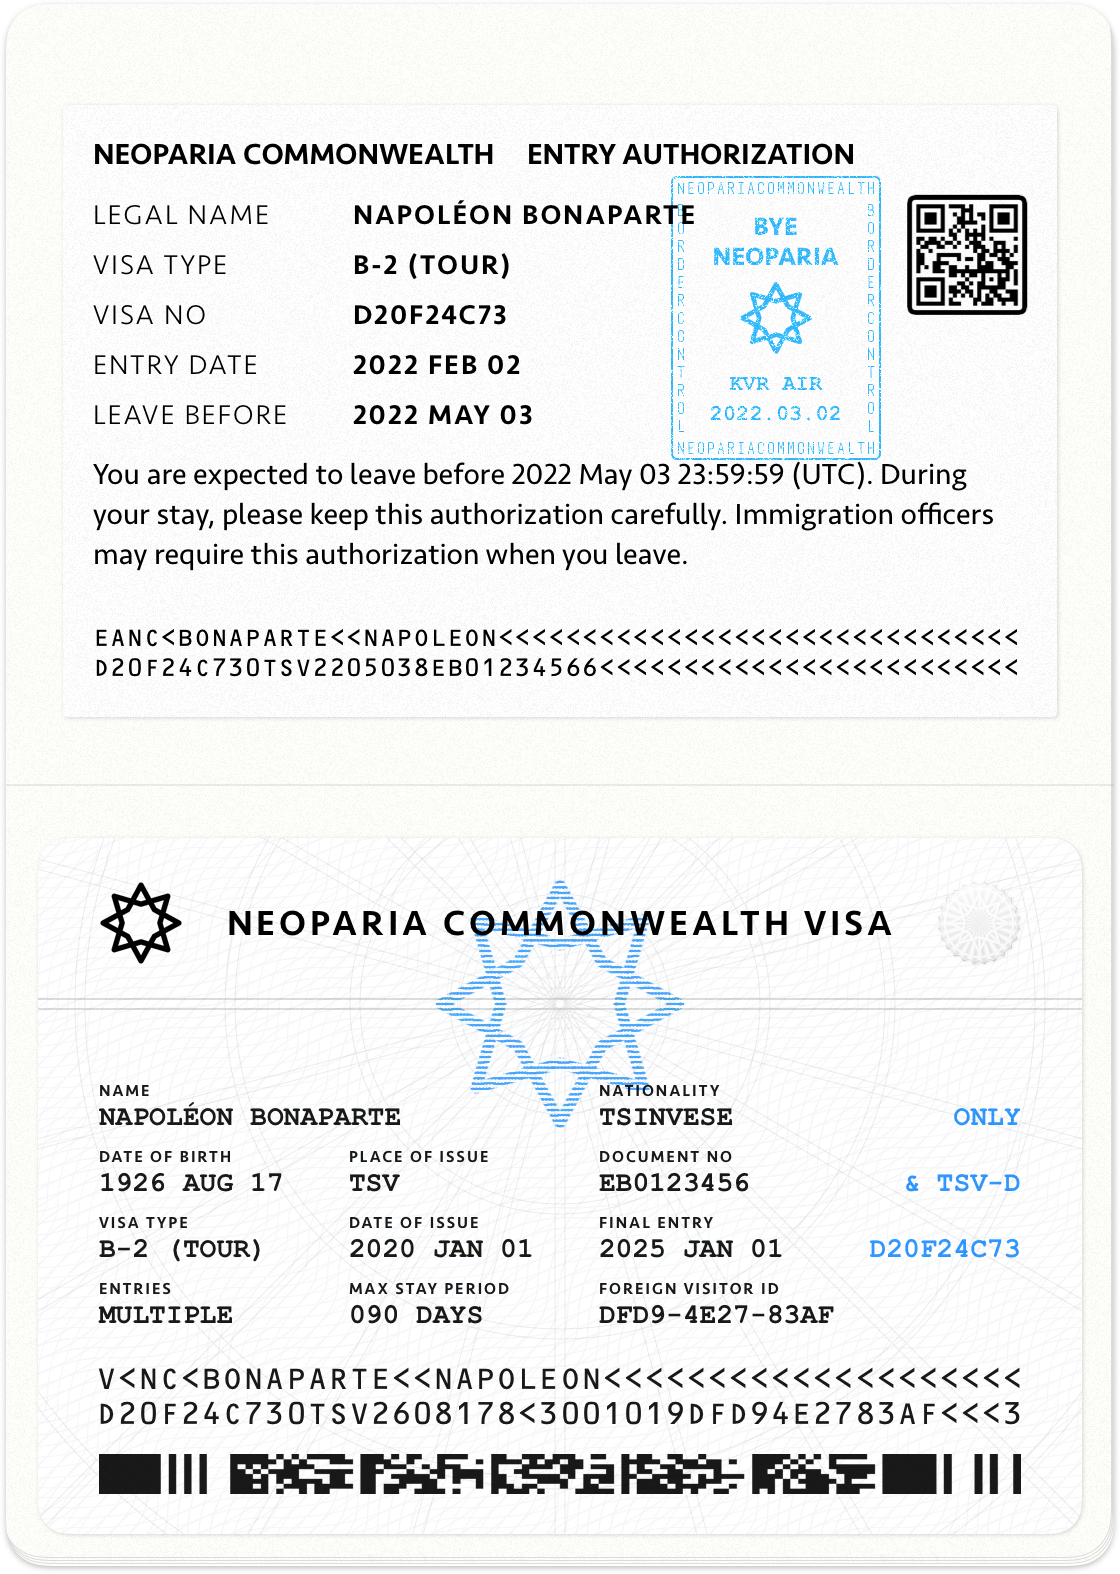 NEOPARIA COMMONWEALTH ENTRY AUTHORIZATION
LEGAL NAME NAPOLÉON BONAPARTE
VISA TYPE B-2 (TOUR)
VISA NO D20F24C73
ENTRY DATE 2022 FEB 02
LEAVE BEFORE 2022 MAY 03
NEOPARIACOMMONWEALTH
BORDERCONTROL
BYE
NEOPARIA
KVR AIR
2022.03.02
BORDERCONTROL
NEOPARIACOMMONWEALTH
You are expected to leave before 2022 May 03 23:59:59 (UTC). During
your stay, please keep this authorization carefully. Immigration officers
may require this authorization when you leave.
EANC<BONAPARTE<<NAPOLEON<<<<<<<<<<<<<<<<<<<<<<<<<<<<<<<
D20F24C730TSV2205038EB01234566<<<<<<<<<<<<<<<<<<<<<<<<<
NEOPARIA COMMONWEALTH VISA
NAME NATIONALITY
NAPOLÉON BONAPARTE TSINVESE ONLY
DATE OF BIRTH PLACE OF ISSUE DOCUMENT NO
1926 AUG 17 TSV EB0123456 & TSV-D
VISA TYPE DATE OF ISSUE FINAL ENTRY
B-2 (TOUR) 2020 JAN 01 2025 JAN 01 D20F24C73
ENTRIES MAX STAY PERIOD FOREIGN VISITOR ID
MULTIPLE 090 DAYS DFD9-4E27-83AF
V<NC<BONAPARTE<<NAPOLEON<<<<<<<<<<<<<<<<<<<<
D20F24C730TSV2608178<3001019DFD94E2783AF<<<3